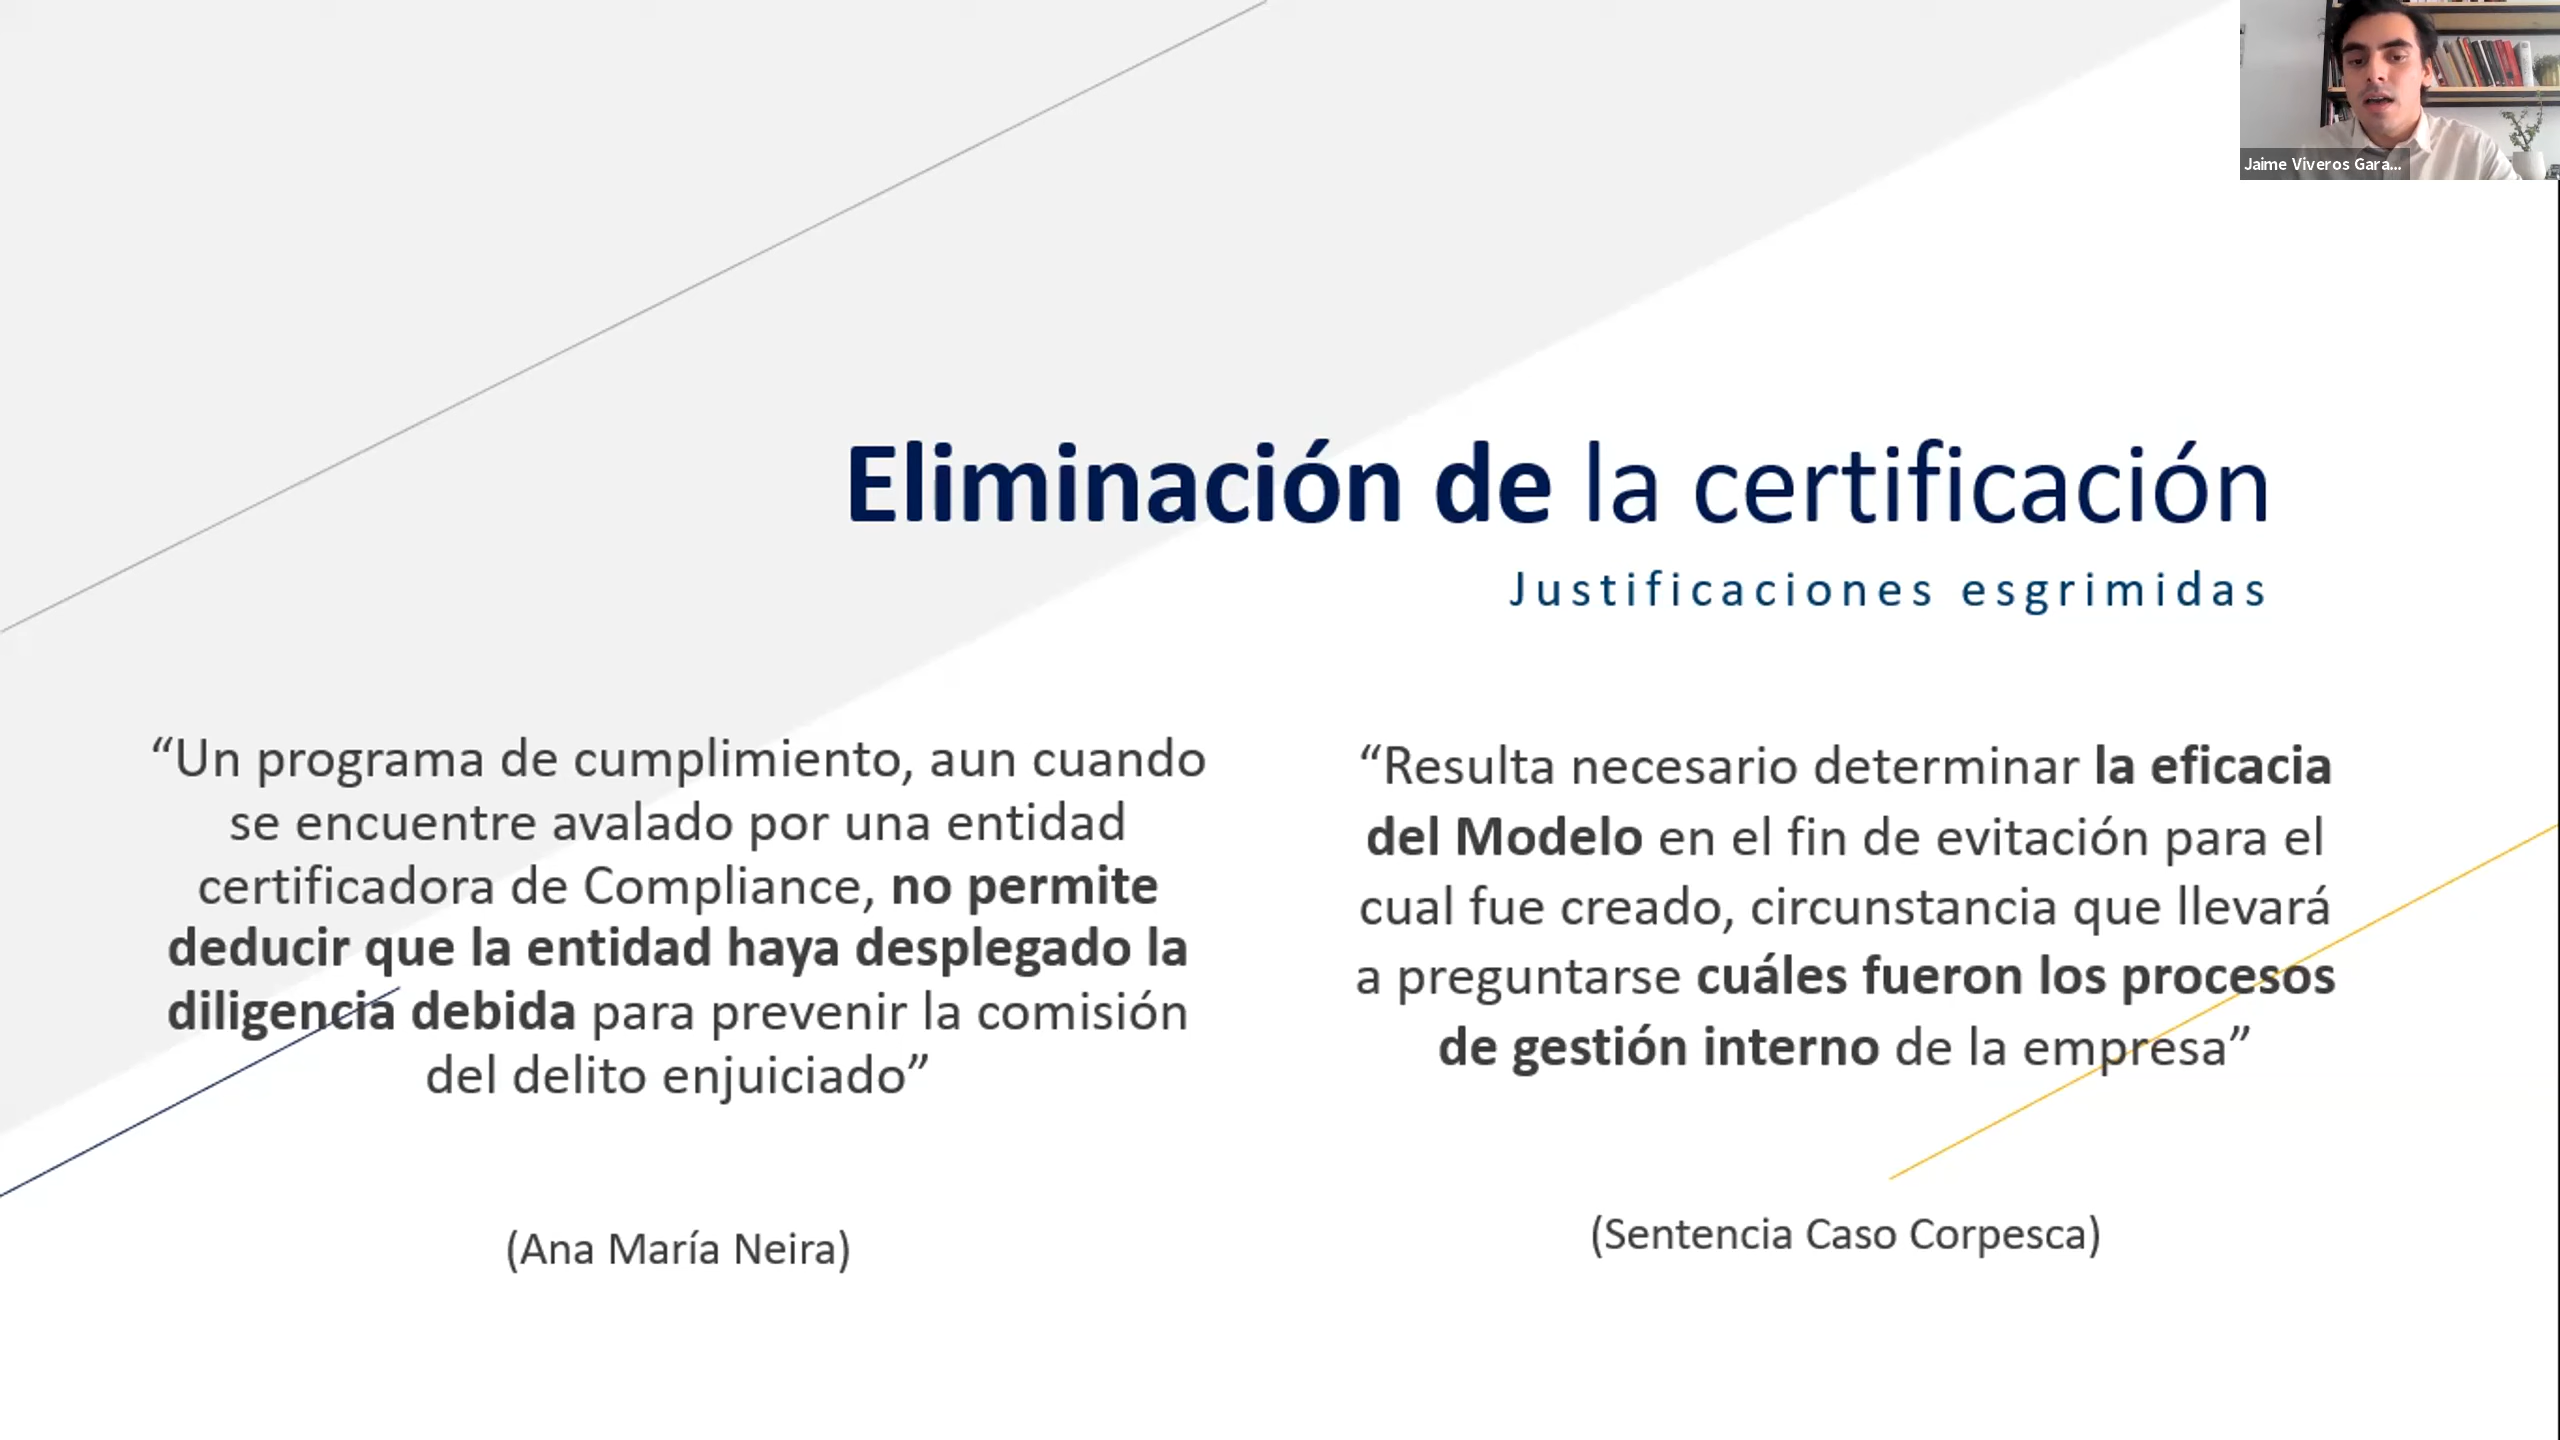 Jaime Viveros Gara...
Eliminación de la certificación
Justificaciones esgrimidas
“Un programa de cumplimiento, aun cuando
se encuentre avalado por una entidad
certificadora de Compliance, no permite
deducir que la entidad haya desplegado la
diligencia debida para prevenir la comisión
del delito enjuiciado”
(Ana María Neira)
“Resulta necesario determinar la eficacia
del Modelo en el fin de evitación para el
cual fue creado, circunstancia que llevará
a preguntarse cuáles fueron los procesos
de gestión interno de la empresa”
(Sentencia Caso Corpesca)